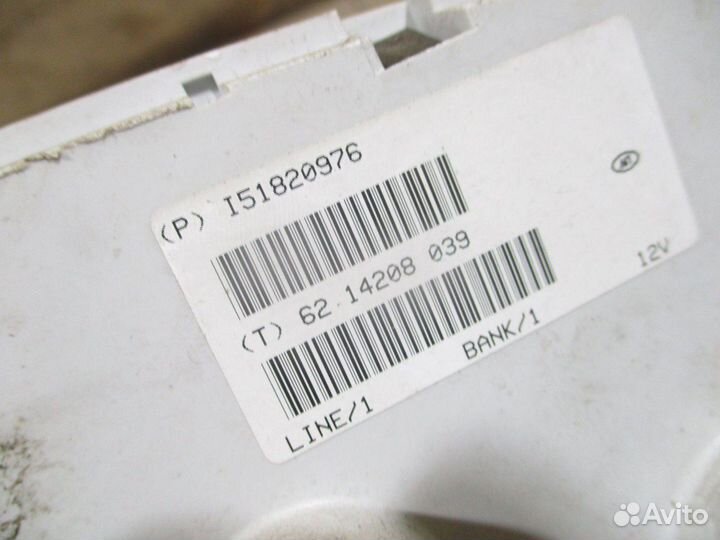 (P) I51820976
(T) 62 14208 039
LINE/1 BANK/1
12V
Avito